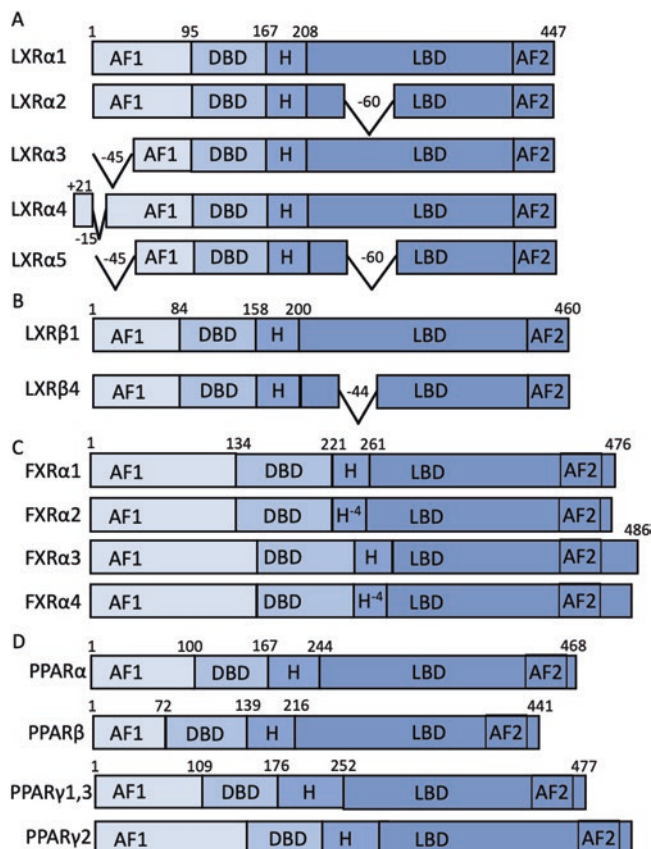 A
1 95 167 208 447
LXRα1 AF1 DBD H LBD AF2
LXRα2 AF1 DBD H -60 LBD AF2
LXRα3 -45 AF1 DBD H LBD AF2
+21
LXRα4 AF1 DBD H LBD AF2
-15
LXRα5 -45 AF1 DBD H -60 LBD AF2
B
1 84 158 200 460
LXRβ1 AF1 DBD H LBD AF2
LXRβ4 AF1 DBD H -44 LBD AF2
C
1 134 221 261 476
FXRα1 AF1 DBD H LBD AF2
FXRα2 AF1 DBD H-4 LBD AF2
486
FXRα3 AF1 DBD H LBD AF2
FXRα4 AF1 DBD H-4 LBD AF2
D
1 100 167 244 468
PPARα AF1 DBD H LBD AF2
1 72 139 216 441
PPARβ AF1 DBD H LBD AF2
1 109 176 252 477
PPARγ1,3 AF1 DBD H LBD AF2
PPARγ2 AF1 DBD H LBD AF2